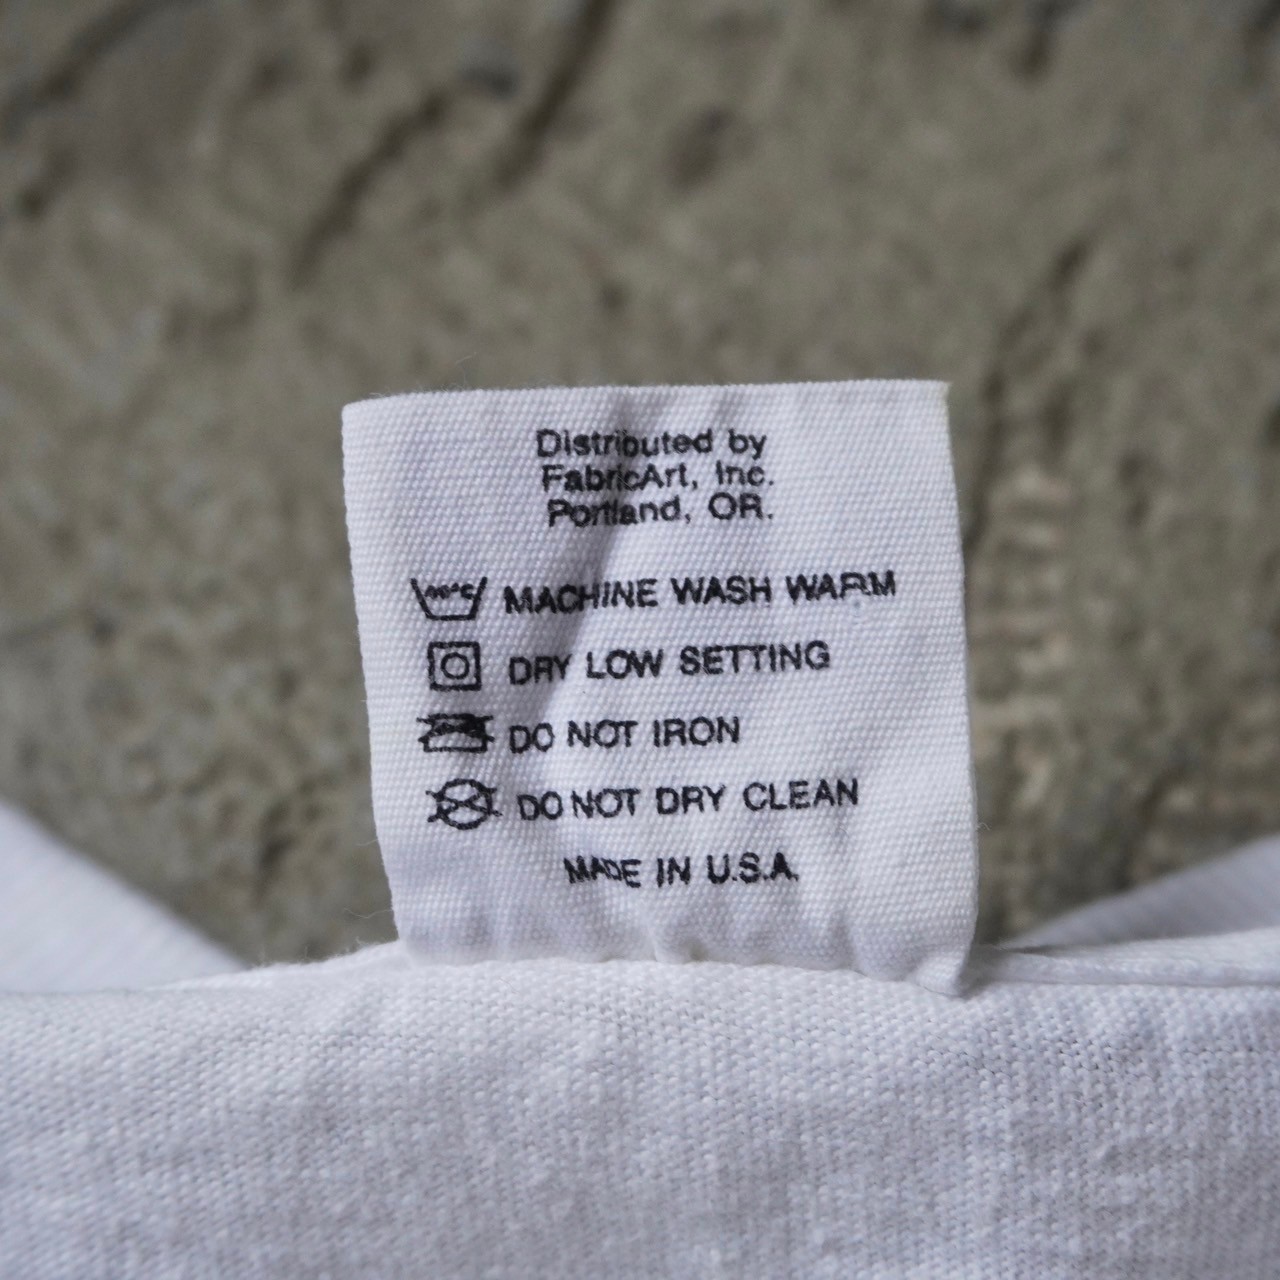 Distributed by
FabricArt, Inc.
Portland, OR.
MACHINE WASH WARM
DRY LOW SETTING
DO NOT IRON
DO NOT DRY CLEAN
MADE IN U.S.A.